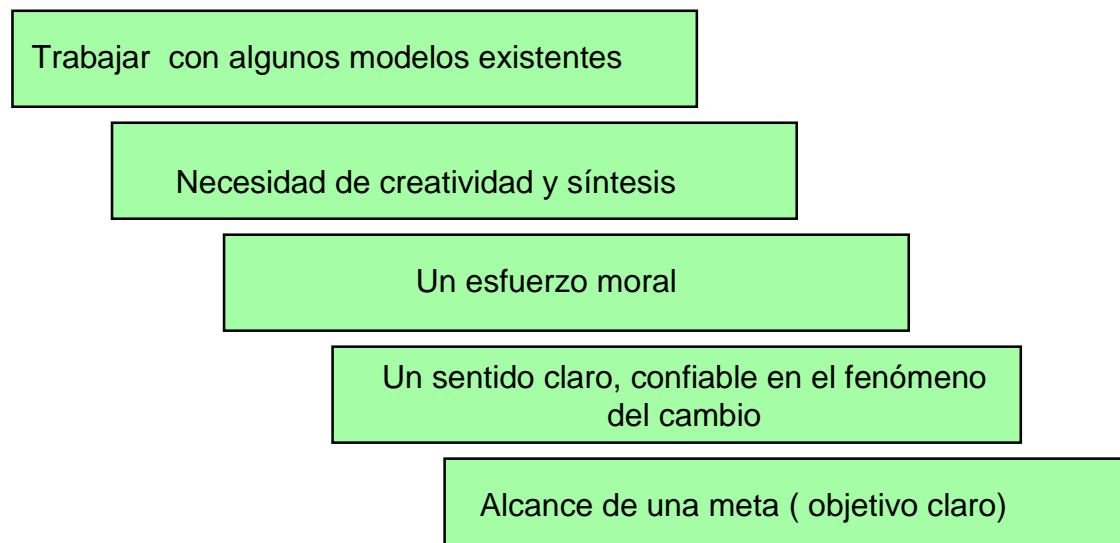 Trabajar  con algunos modelos existentes
Necesidad de creatividad y síntesis
Un esfuerzo moral
Un sentido claro, confiable en el fenómeno
del cambio
Alcance de una meta ( objetivo claro)